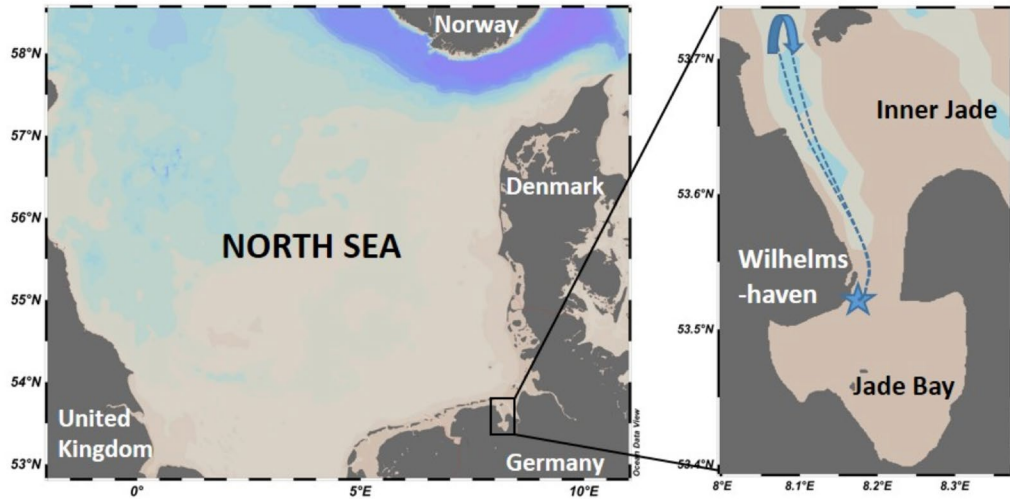 Norway
58°N
57°N
Denmark
56°N
NORTH SEA
55°N
54°N
United
Kingdom
53°N
Germany
0°
5°E
10°E
Ocean Data View
53.7°N
Inner Jade
53.6°N
Wilhelms
-haven
53.5°N
Jade Bay
53.4°N
8°E
8.1°E
8.2°E
8.3°E